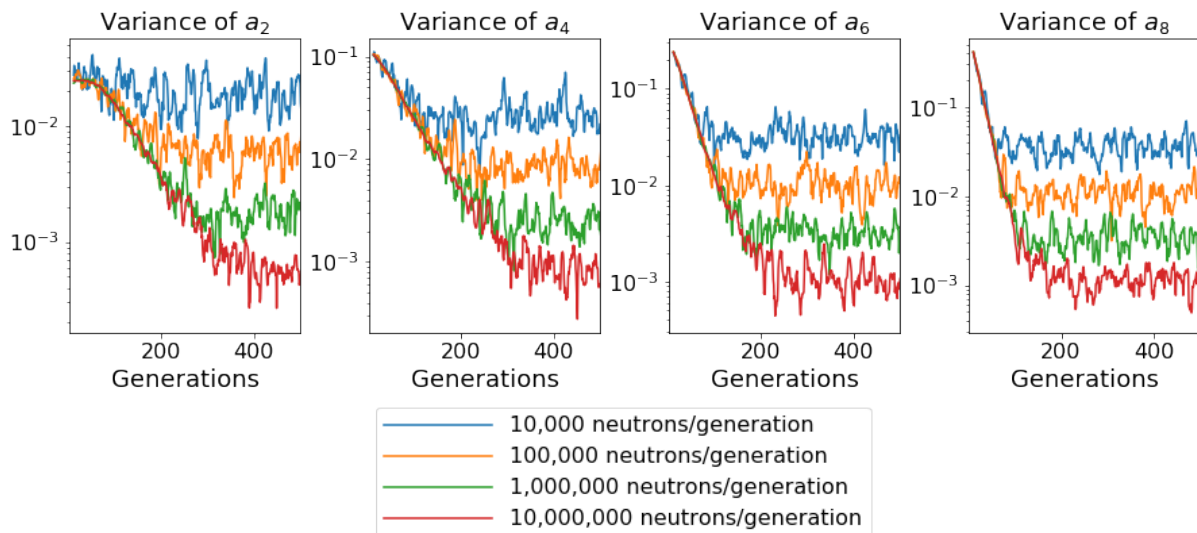 Variance of a₂ Variance of a₄ Variance of a₆ Variance of a₈
10⁻¹ 10⁻¹ 10⁻¹
10⁻² 10⁻² 10⁻² 10⁻²
10⁻³ 10⁻³ 10⁻³ 10⁻³
200 400 200 400 200 400 200 400
Generations Generations Generations Generations
10,000 neutrons/generation
100,000 neutrons/generation
1,000,000 neutrons/generation
10,000,000 neutrons/generation